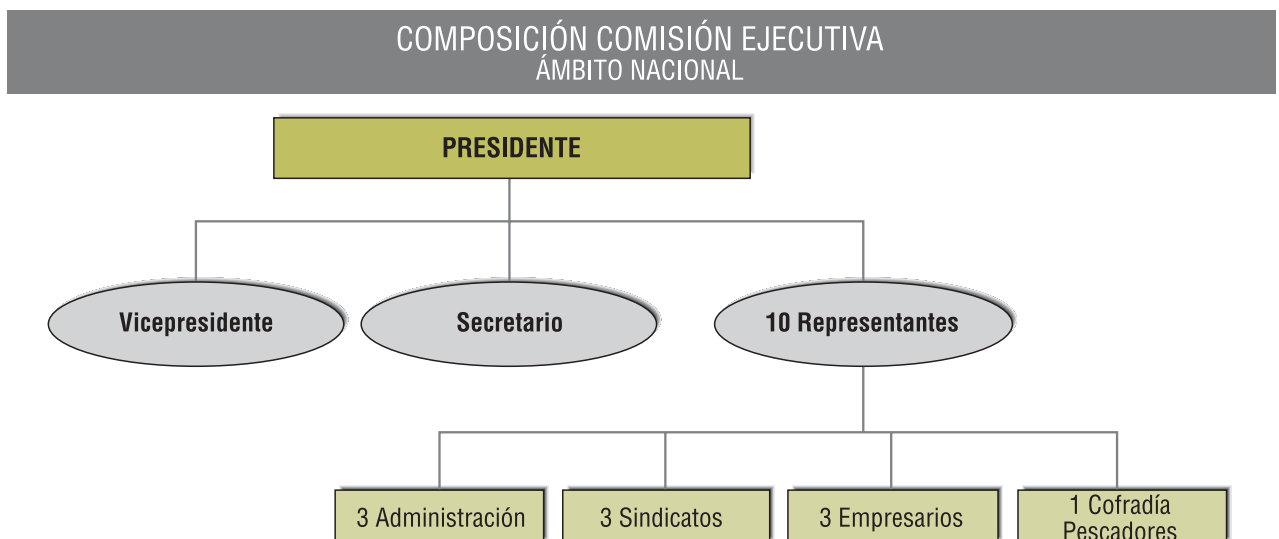 COMPOSICIÓN COMISIÓN EJECUTIVA
ÁMBITO NACIONAL
PRESIDENTE
Vicepresidente
Secretario
10 Representantes
3 Administración
3 Sindicatos
3 Empresarios
1 Cofradía
Pescadores